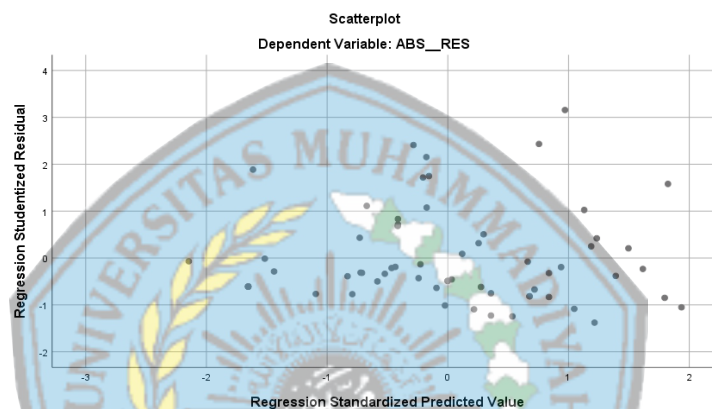 Scatterplot
Dependent Variable: ABS__RES
Regression Studentized Residual
4
3
2
1
0
-1
-2
-3
-2
-1
0
1
2
Regression Standardized Predicted Value
UNIVERSITAS MUHAMMADIY